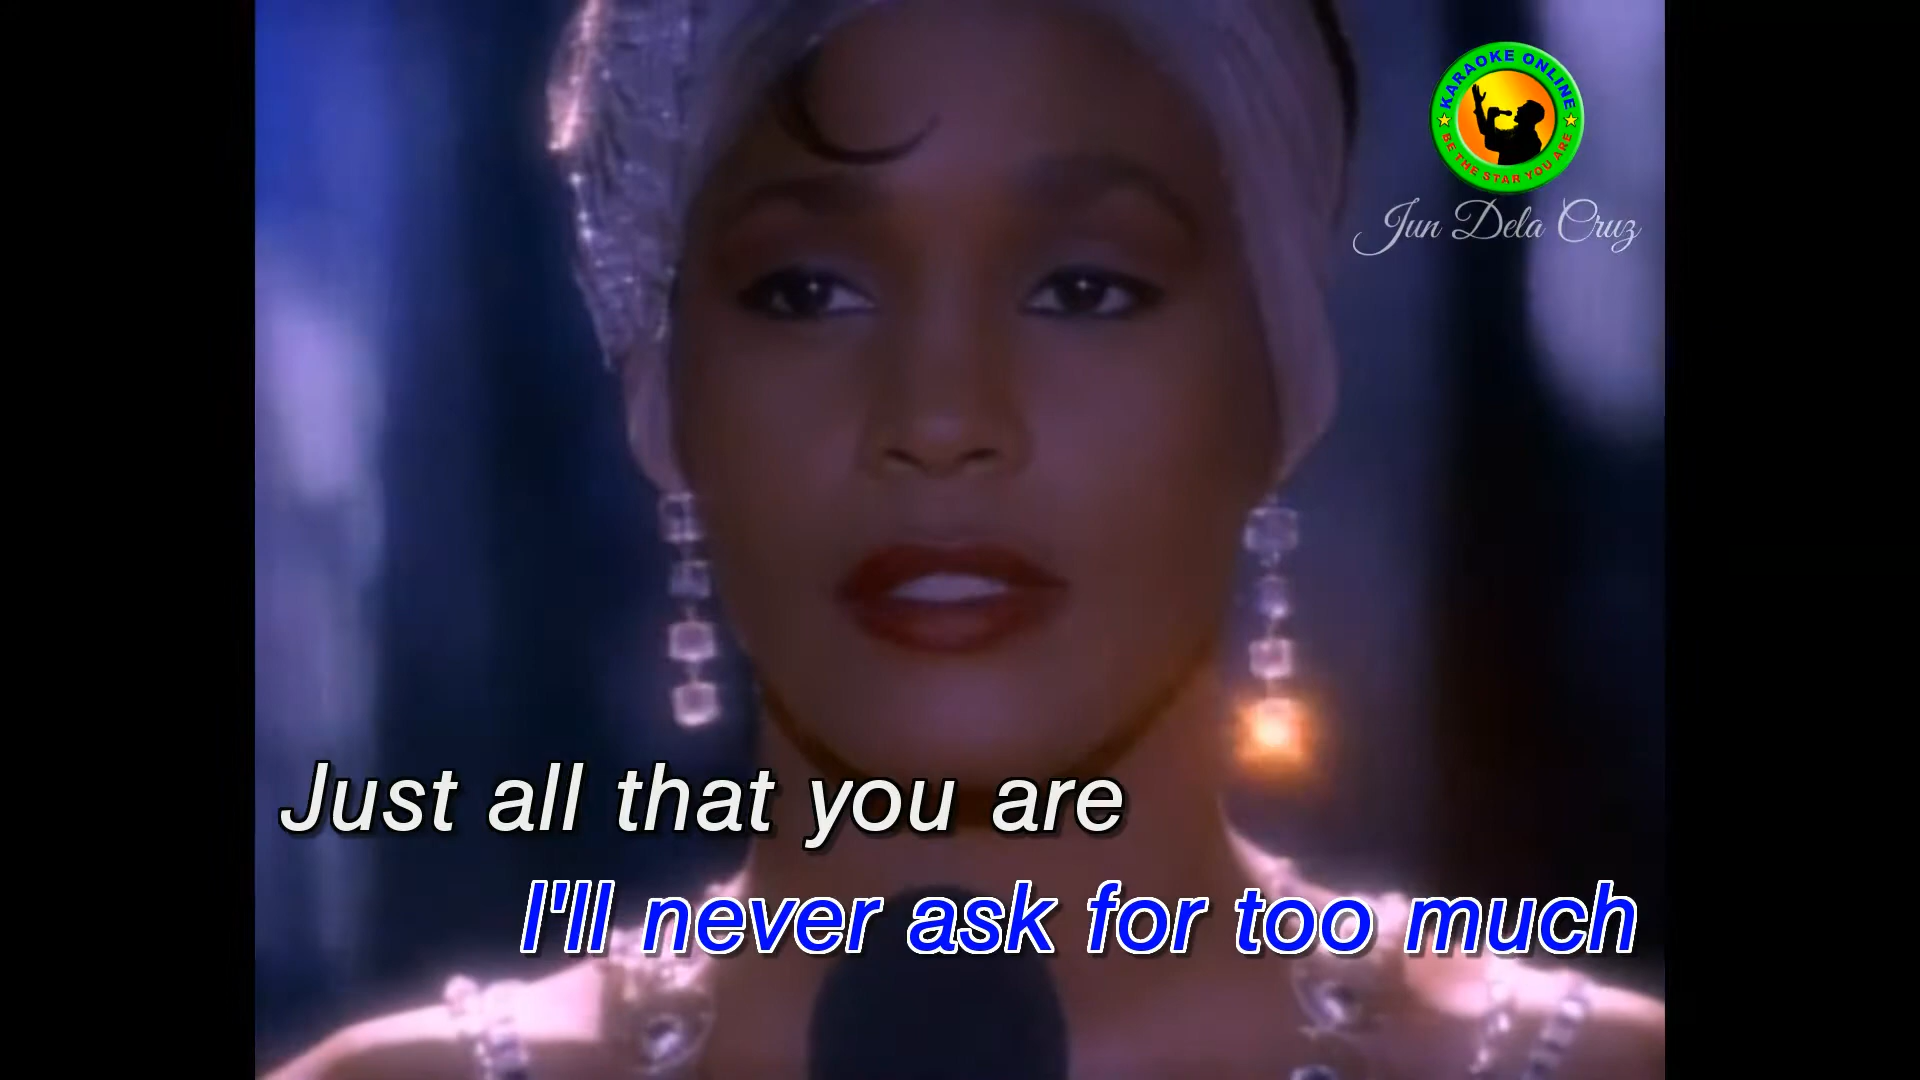 KARAOKE ONLINE
BE THE STAR YOU ARE
Jun Dela Cruz
Just all that you are
I'll never ask for too much